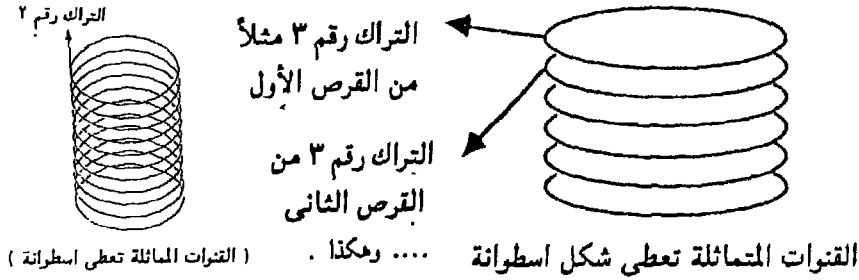 التراك رقم ٣ مثلاً
من القرص الأول
التراك رقم ٣ من
القرص الثانى
.... وهكذا .
القنوات المتماثلة تعطى شكل اسطوانة
التراك رقم ٢
( القنوات المماثلة تعطى اسطوانة )